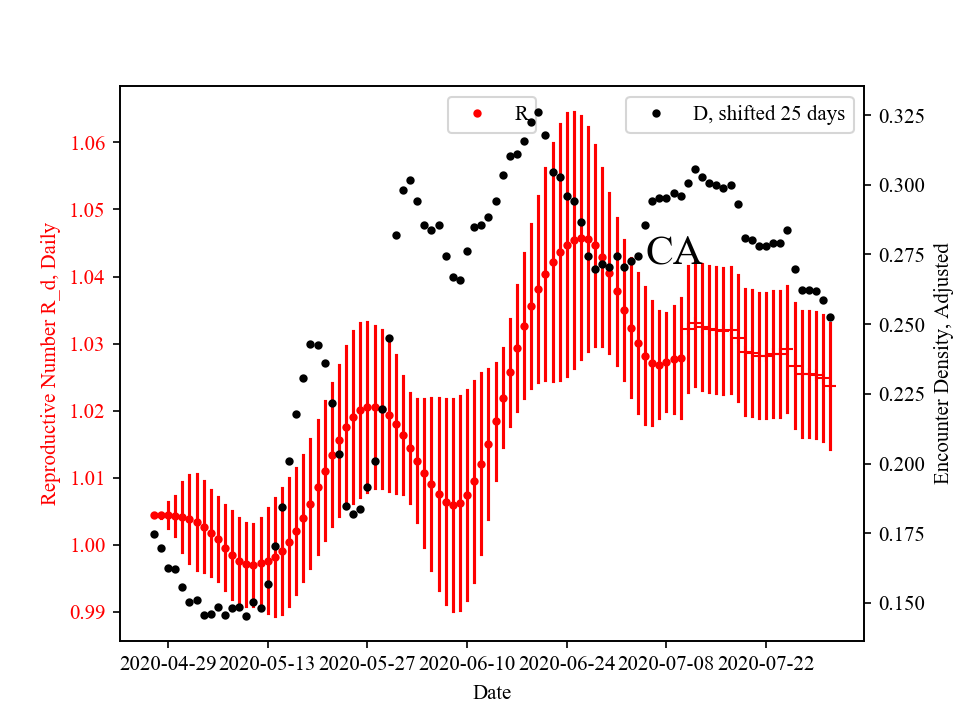 R
D, shifted 25 days
CA
Reproductive Number R_d, Daily
1.06
1.05
1.04
1.03
1.02
1.01
1.00
0.99
0.325
0.300
0.275
0.250
0.225
0.200
0.175
0.150
Encounter Density, Adjusted
2020-04-29 2020-05-13 2020-05-27 2020-06-10 2020-06-24 2020-07-08 2020-07-22
Date